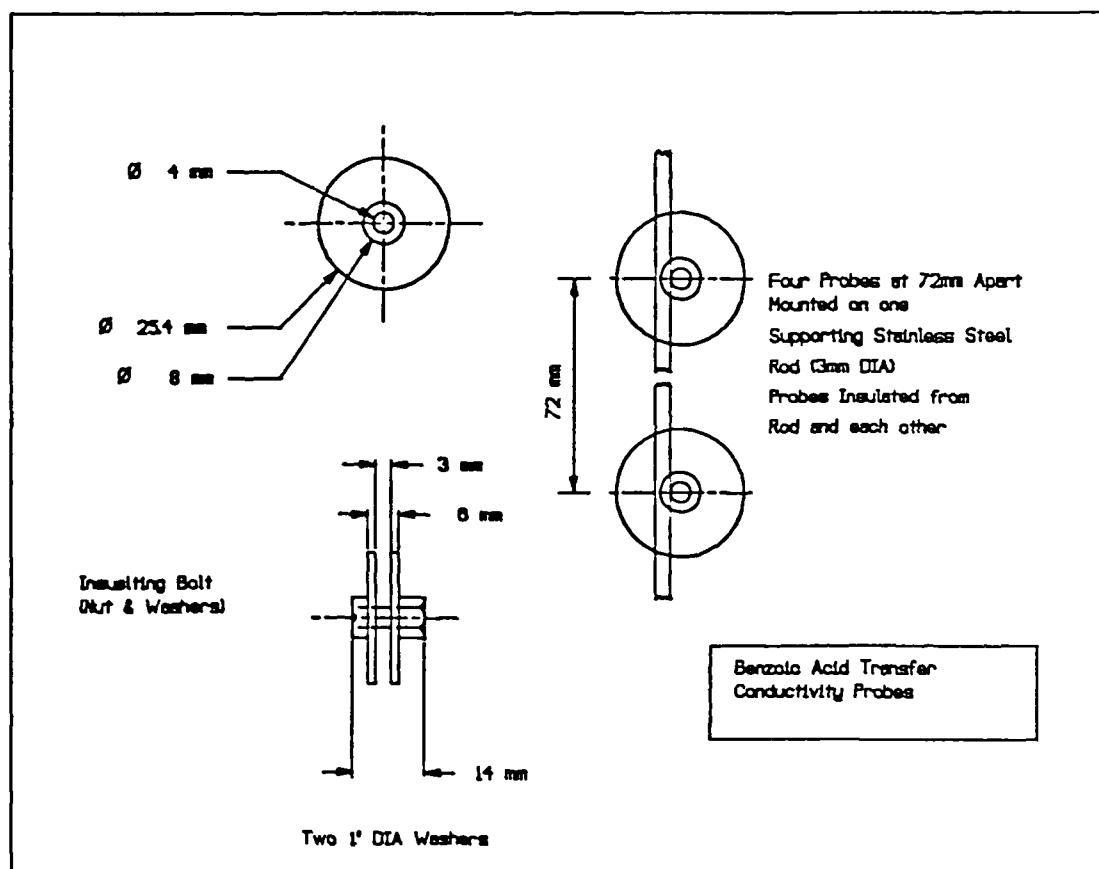 Ø 4 mm
Ø 25.4 mm
Ø 8 mm
72 mm
Four Probes at 72mm Apart
Mounted on one
Supporting Stainless Steel
Rod (3mm DIA)
Probes Insulated from
Rod and each other
3 mm
6 mm
Insulting Bolt
(Nut & Washers)
14 mm
Two 1" DIA Washers
Benzoic Acid Transfer
Conductivity Probes